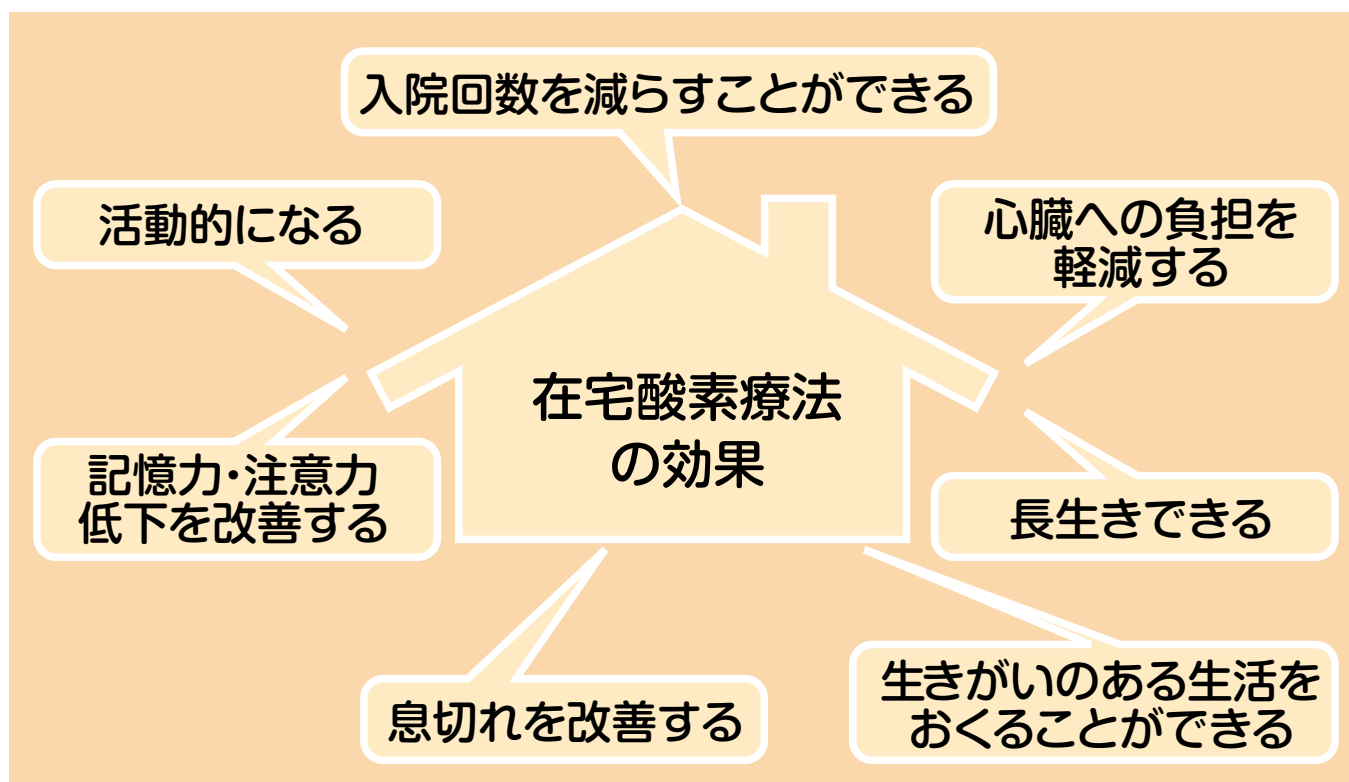 入院回数を減らすことができる
活動的になる
心臓への負担を
軽減する
在宅酸素療法
の効果
記憶力・注意力
低下を改善する
長生きできる
息切れを改善する
生きがいのある生活を
おくることができる